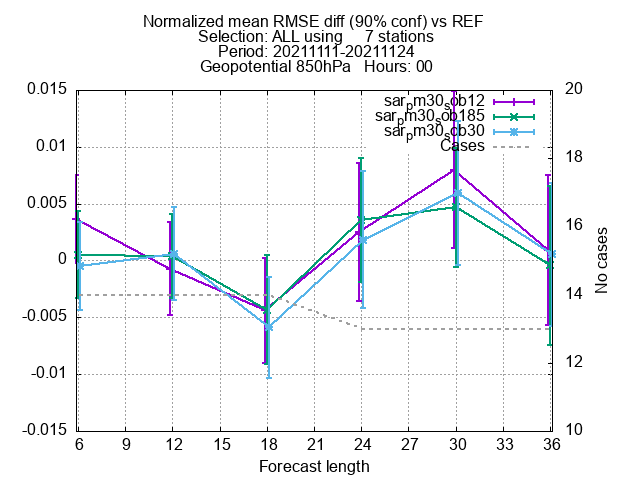 Normalized mean RMSE diff (90% conf) vs REF
Selection: ALL using     7 stations
Period: 20211111-20211124
Geopotential 850hPa   Hours: 00
0.015
0.01
0.005
0
-0.005
-0.01
-0.015
20
18
16
14
12
10
No cases
sarpm30sob12
sarpm30sob185
sarpm30scb30
Cases
6 9 12 15 18 21 24 27 30 33 36
Forecast length